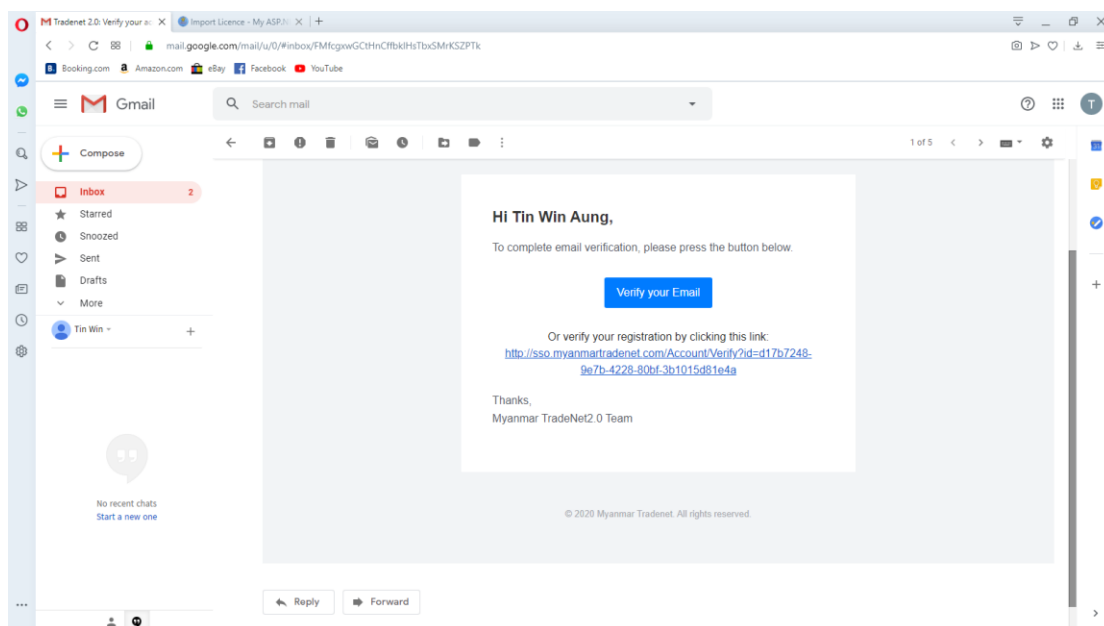 Tradenet 2.0: Verify your ac
Import Licence - My ASP.N
mail.google.com/mail/u/0/#inbox/FMfcgxwGCtHnCffbklHsTbxSMrKSZPTk
Booking.com Amazon.com eBay Facebook YouTube
Gmail
Search mail
T
Compose
1 of 5
Inbox 2
Starred
Snoozed
Sent
Drafts
More
Tin Win
No recent chats
Start a new one
Hi Tin Win Aung,
To complete email verification, please press the button below.
Verify your Email
Or verify your registration by clicking this link:
http://sso.myanmartradenet.com/Account/Verify?id=d17b7248-
9e7b-4228-80bf-3b1015d81e4a
Thanks,
Myanmar TradeNet2.0 Team
© 2020 Myanmar Tradenet. All rights reserved.
Reply Forward